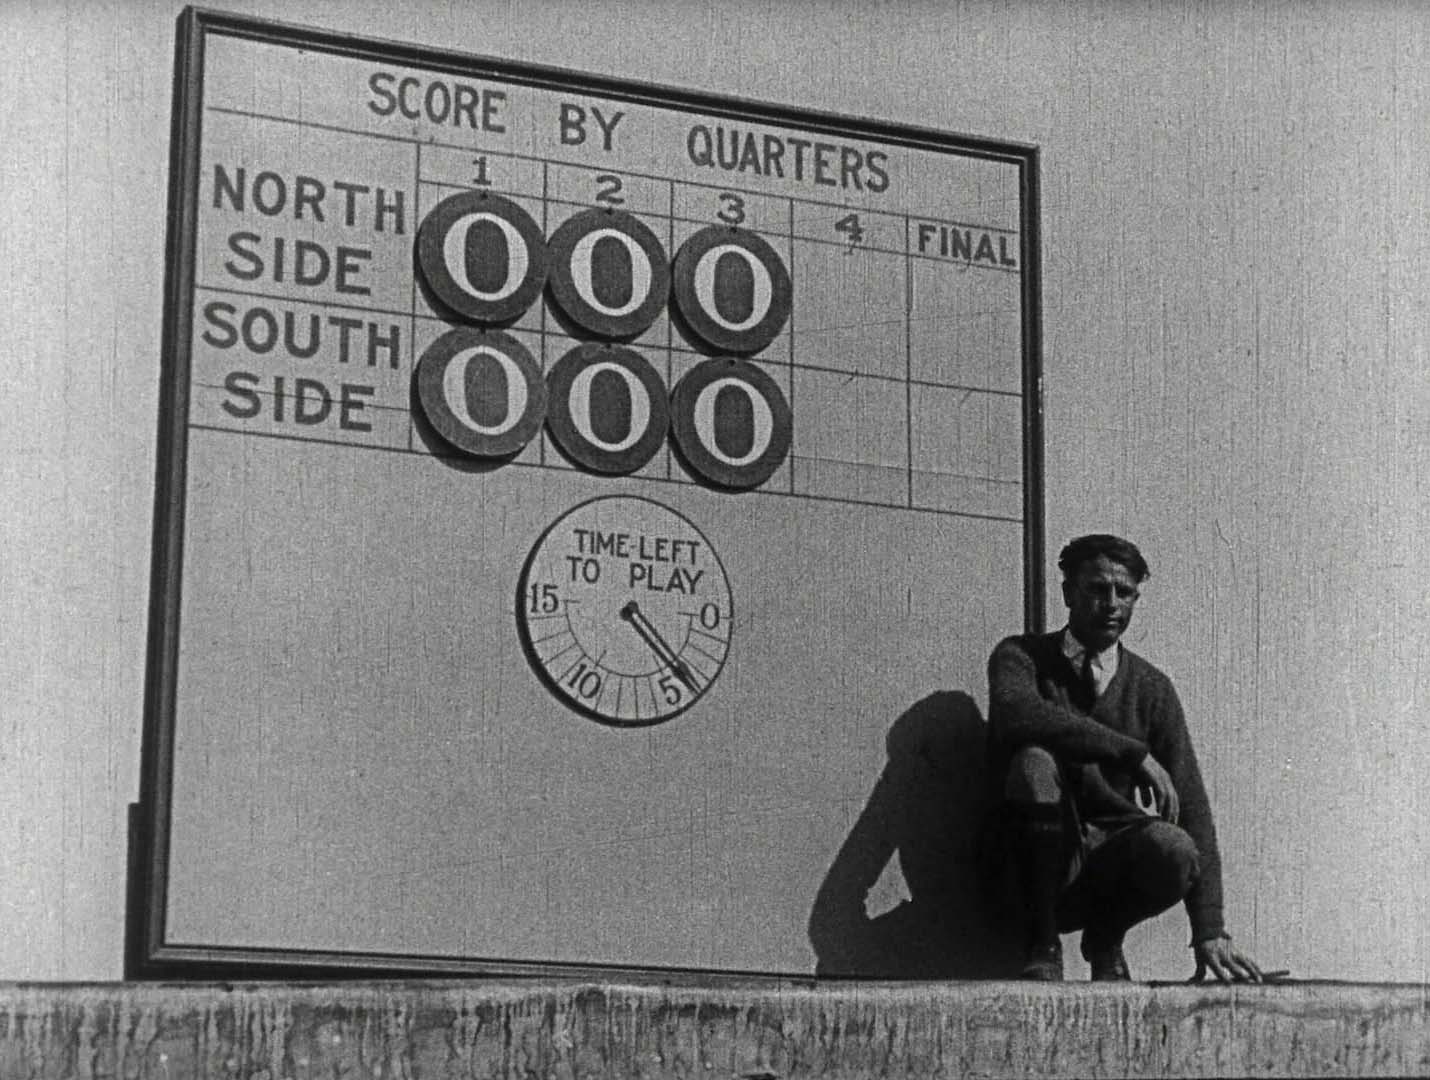 SCORE BY QUARTERS
1 2 3 4 FINAL
NORTH SIDE 0 0 0
SOUTH SIDE 0 0 0
TIME-LEFT
TO PLAY
15 10 5 0